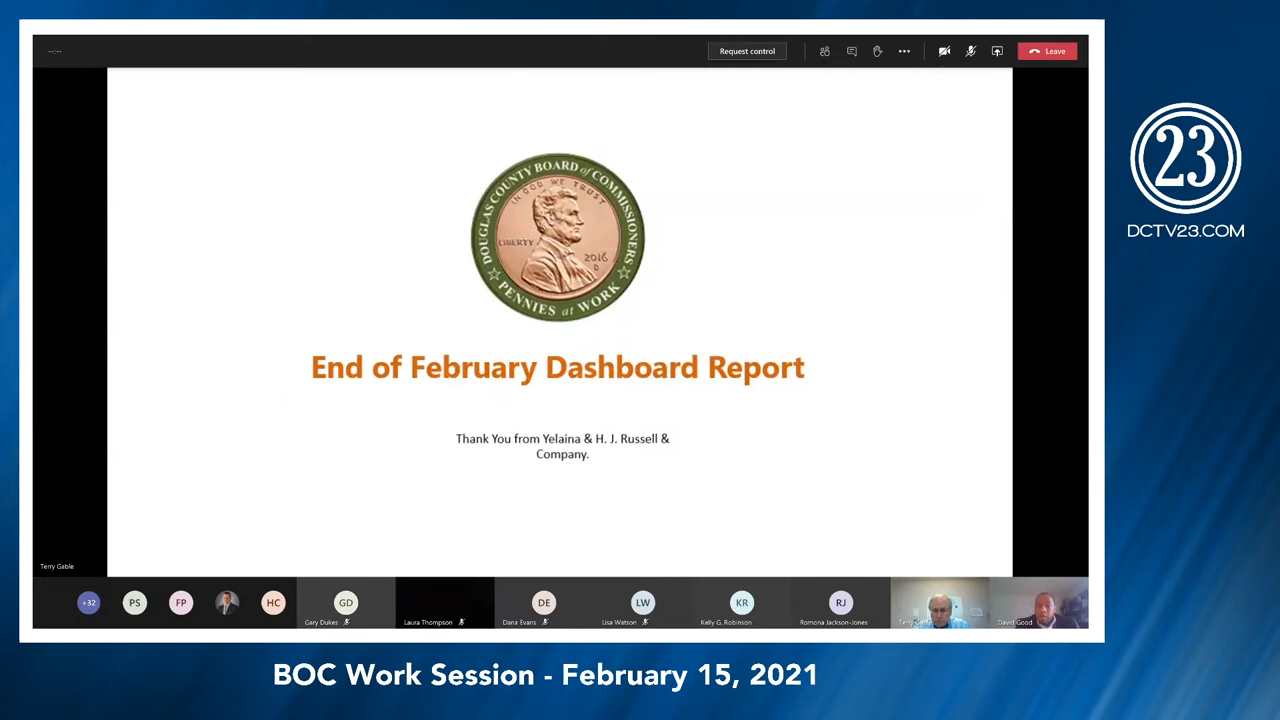 --:--
Request control
Leave
DOUGLAS COUNTY BOARD of COMMISSIONERS
IN GOD WE TRUST
LIBERTY
2016
D
PENNIES at WORK
End of February Dashboard Report
Thank You from Yelaina & H. J. Russell &
Company.
Terry Gable
+32
PS
FP
HC
GD
Gary Dukes
Laura Thompson
DE
Dana Evans
LW
Lisa Watson
KR
Kelly G. Robinson
RJ
Romona Jackson-Jones
Terry Gable
David Good
23
DCTV23.COM
BOC Work Session - February 15, 2021